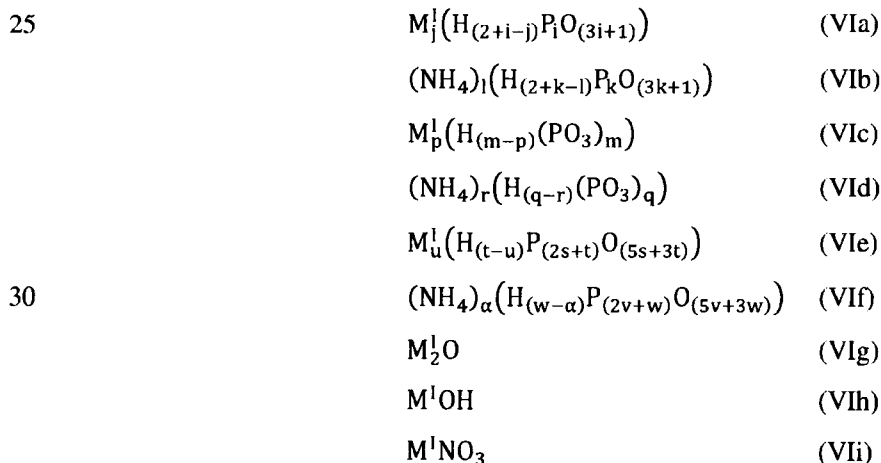 25 M^I_j(H_(2+i−j)P_iO_(3i+1)) (VIa)
(NH_4)_l(H_(2+k−l)P_kO_(3k+1)) (VIb)
M^I_p(H_(m−p)(PO_3)_m) (VIc)
(NH_4)_r(H_(q−r)(PO_3)_q) (VId)
M^I_u(H_(t−u)P_(2s+t)O_(5s+3t)) (VIe)
30 (NH_4)_α(H_(w−α)P_(2v+w)O_(5v+3w)) (VIf)
M^I_2O (VIg)
M^IOH (VIh)
M^INO_3 (VIi)